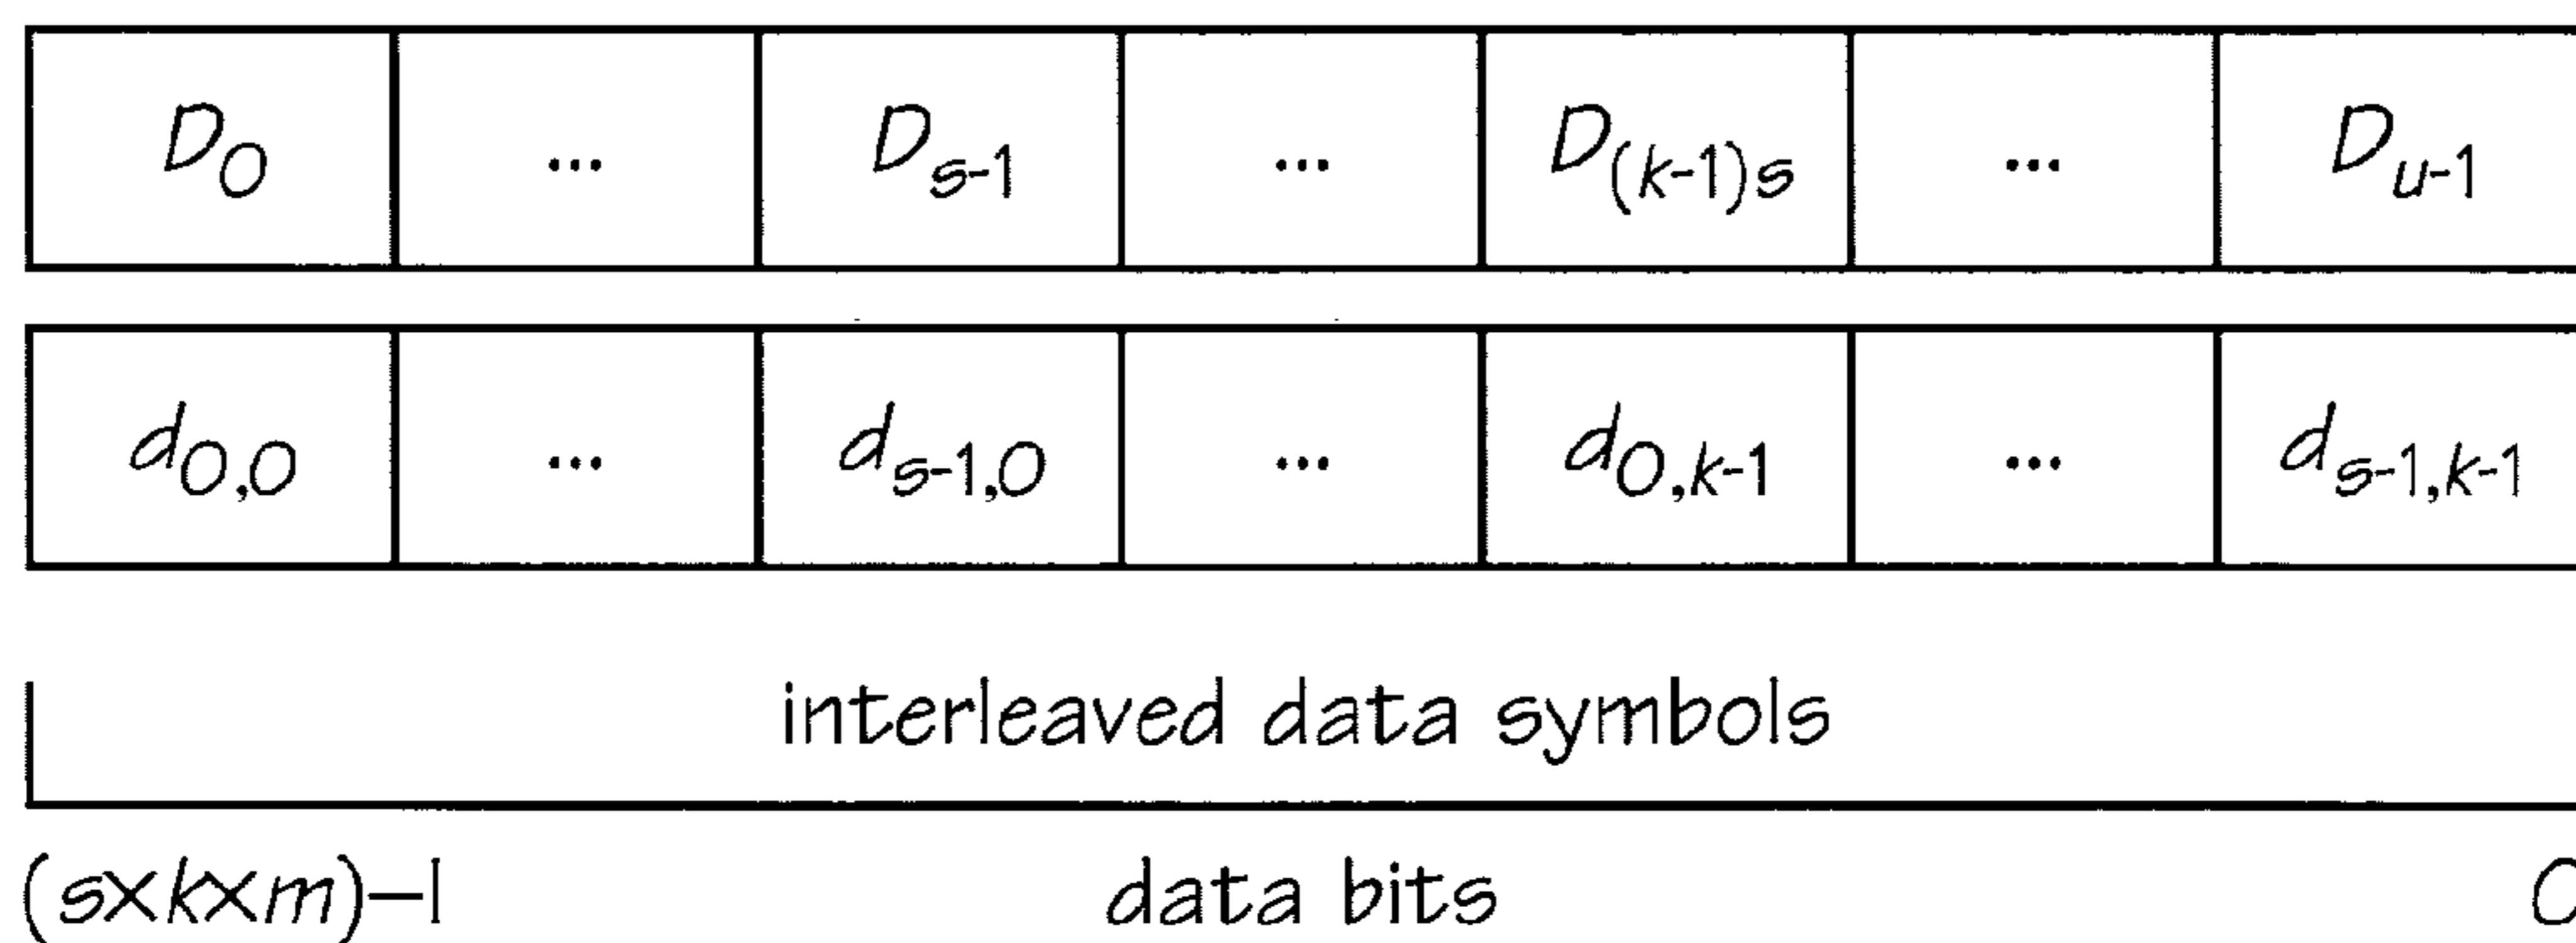 D0 ... Ds-1 ... D(k-1)s ... Du-1
d0,0 ... ds-1,0 ... d0,k-1 ... ds-1,k-1
interleaved data symbols
(s×k×m)–1 data bits